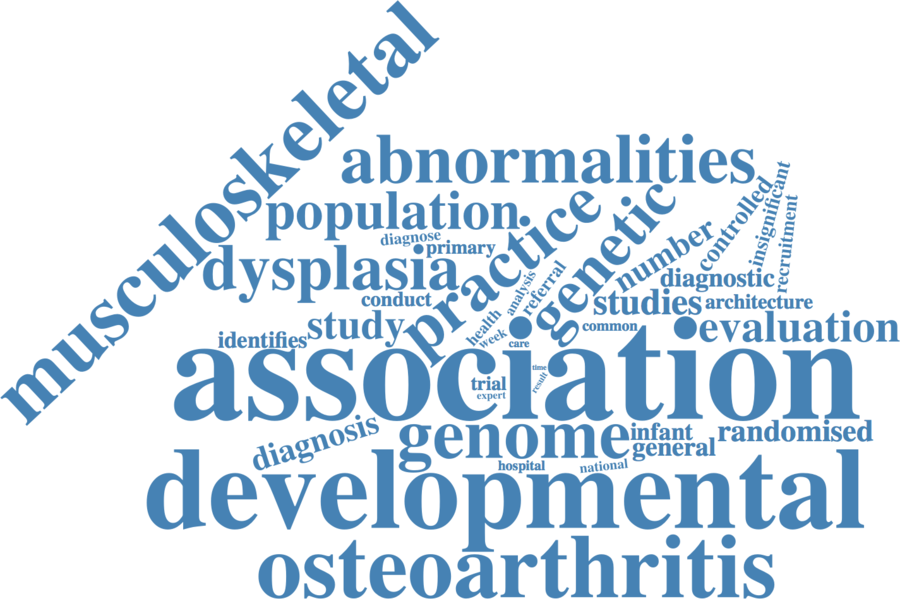 musculoskeletal
abnormalities
population
practice
genetic
controlled
insignificant
recruitment
diagnose
primary
number
dysplasia
analysis
referral
diagnostic
conduct
studies
architecture
study
health
week
care
common
evaluation
identifies
association
time
result
trial
expert
diagnosis
genome
infant
general
randomised
hospital
national
developmental
osteoarthritis